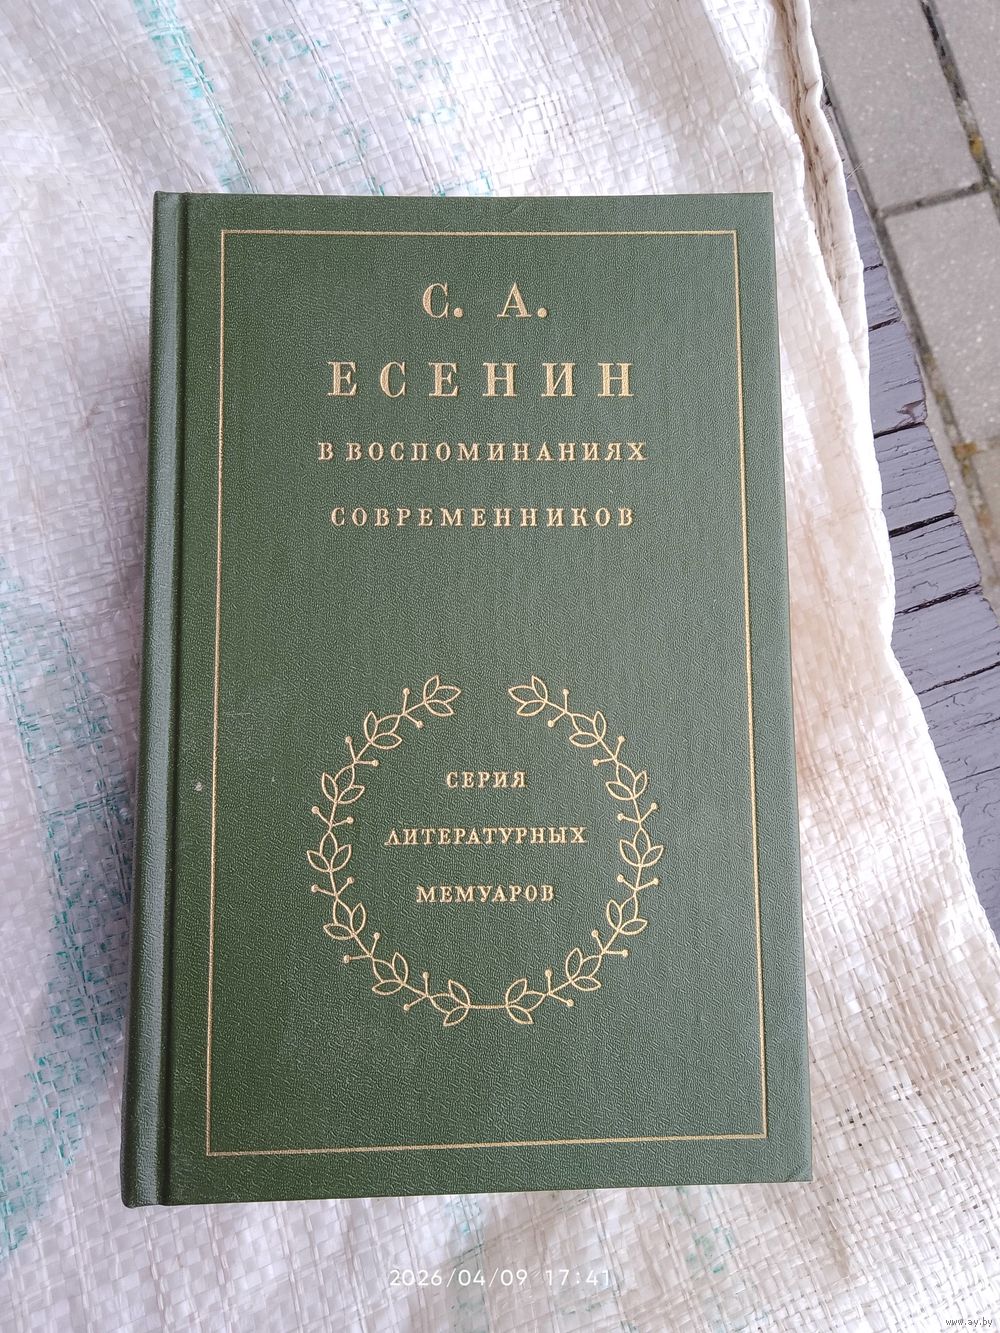 С. А.
ЕСЕНИН
В ВОСПОМИНАНИЯХ
СОВРЕМЕННИКОВ
СЕРИЯ
ЛИТЕРАТУРНЫХ
МЕМУАРОВ
2026/04/09 17:41
www.ay.by